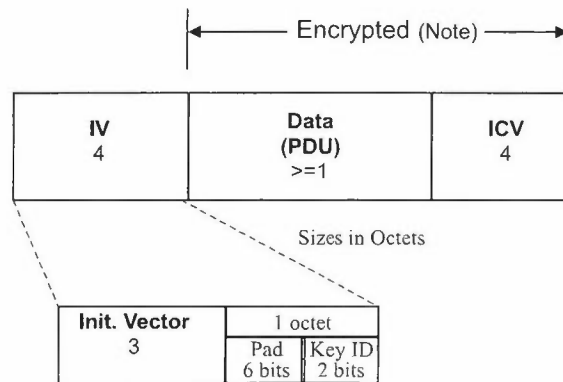 Encrypted (Note)
IV
4
Data
(PDU)
>=1
ICV
4
Sizes in Octets
Init. Vector
3
1 octet
Pad
6 bits
Key ID
2 bits